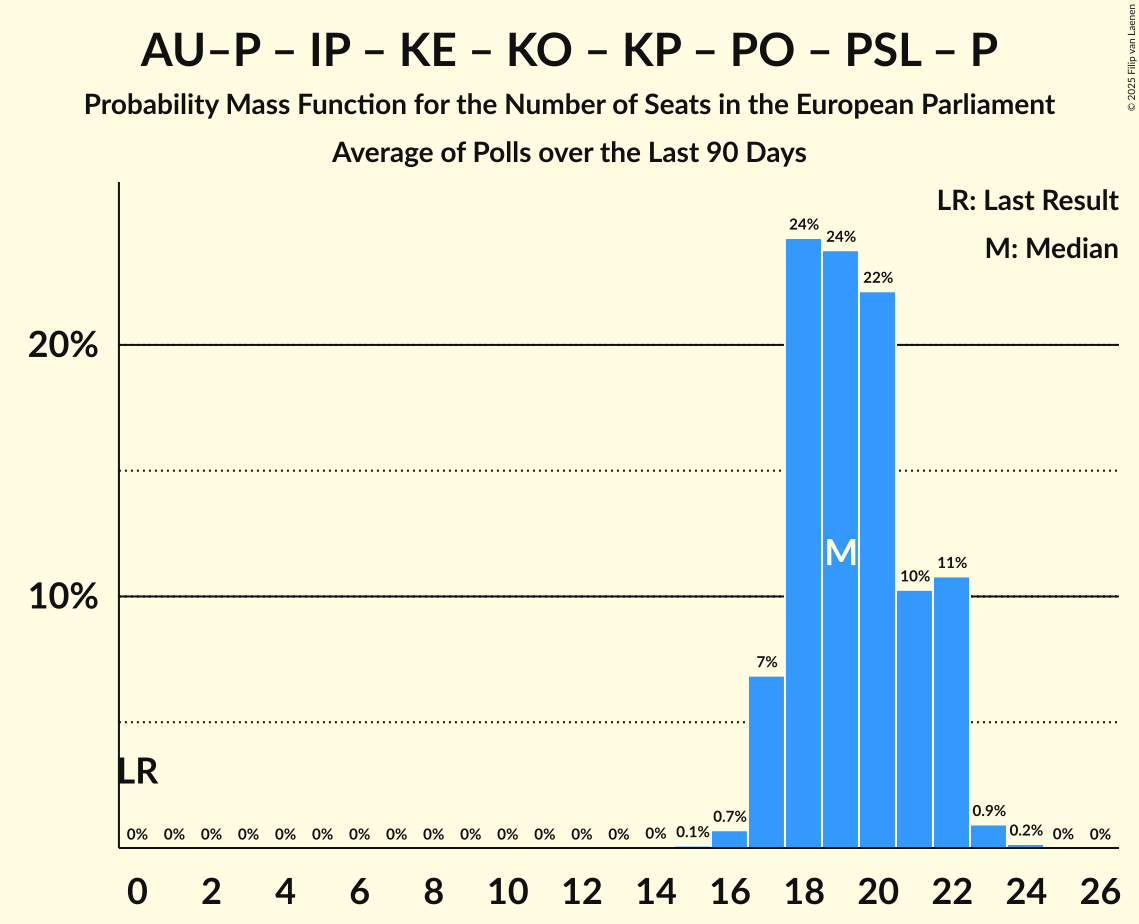 AU–P – IP – KE – KO – KP – PO – PSL – P
Probability Mass Function for the Number of Seats in the European Parliament
Average of Polls over the Last 90 Days
© 2025 Filip van Laenen
LR: Last Result
M: Median
20%
10%
LR
M
0% 0% 0% 0% 0% 0% 0% 0% 0% 0% 0% 0% 0% 0% 0% 0.1% 0.7% 7% 24% 24% 22% 10% 11% 0.9% 0.2% 0% 0%
0 2 4 6 8 10 12 14 16 18 20 22 24 26